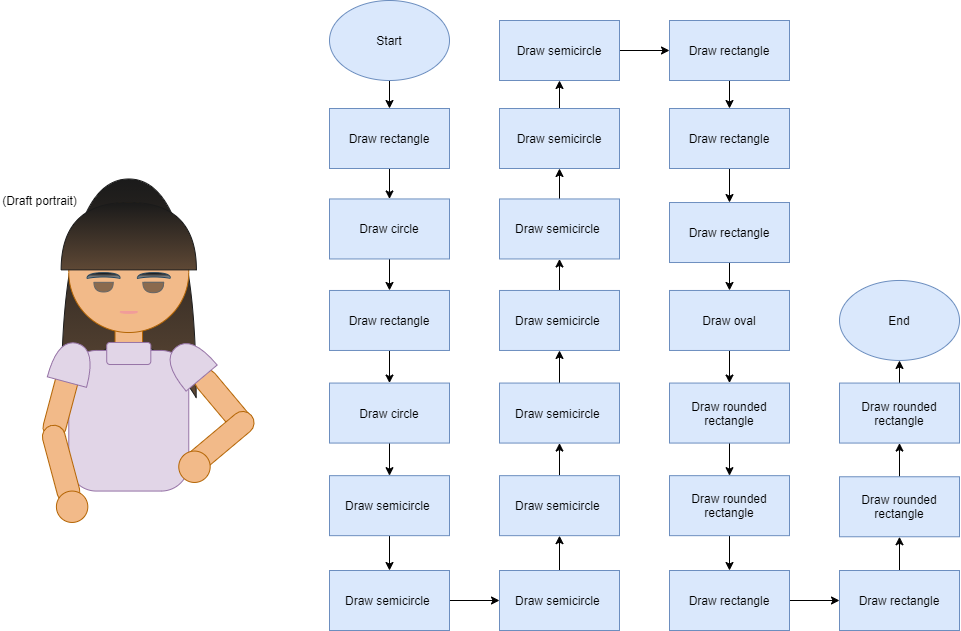 (Draft portrait)
Start
Draw rectangle
Draw circle
Draw rectangle
Draw circle
Draw semicircle
Draw semicircle
Draw semicircle
Draw semicircle
Draw semicircle
Draw semicircle
Draw semicircle
Draw semicircle
Draw semicircle
Draw rectangle
Draw rectangle
Draw rectangle
Draw oval
Draw rounded
rectangle
Draw rounded
rectangle
Draw rectangle
Draw rectangle
Draw rounded
rectangle
Draw rounded
rectangle
End